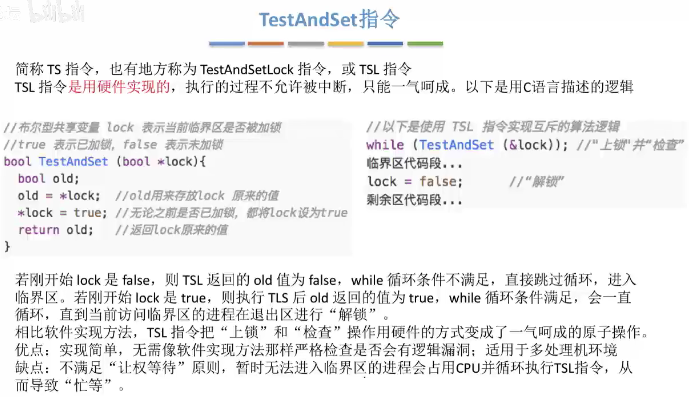 TestAndSet指令
简称 TS 指令，也有地方称为 TestAndSetLock 指令，或 TSL 指令
TSL 指令是用硬件实现的，执行的过程不允许被中断，只能一气呵成。以下是用C语言描述的逻辑
//布尔型共享变量 lock 表示当前临界区是否被加锁
//true 表示已加锁，false 表示未加锁
bool TestAndSet (bool *lock){
bool old;
old = *lock; //old用来存放lock 原来的值
*lock = true; //无论之前是否已加锁，都将lock设为true
return old; //返回lock原来的值
}
//以下是使用 TSL 指令实现互斥的算法逻辑
while (TestAndSet (&lock)); //"上锁"并“检查”
临界区代码段...
lock = false; //“解锁”
剩余区代码段...
若刚开始 lock 是 false，则 TSL 返回的 old 值为 false，while 循环条件不满足，直接跳过循环，进入
临界区。若刚开始 lock 是 true，则执行 TLS 后 old 返回的值为 true，while 循环条件满足，会一直
循环，直到当前访问临界区的进程在退出区进行“解锁”。
相比软件实现方法，TSL 指令把“上锁”和“检查”操作用硬件的方式变成了一气呵成的原子操作。
优点：实现简单，无需像软件实现方法那样严格检查是否会有逻辑漏洞；适用于多处理机环境
缺点：不满足“让权等待”原则，暂时无法进入临界区的进程会占用CPU并循环执行TSL指令，从
而导致“忙等”。